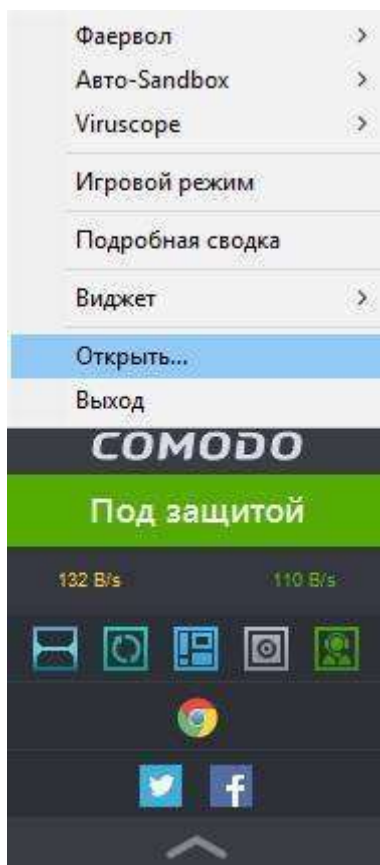 Фаервол
Авто-Sandbox
Viruscope
Игровой режим
Подробная сводка
Виджет
Открыть...
Выход
COMODO
Под защитой
132 B/s 110 B/s